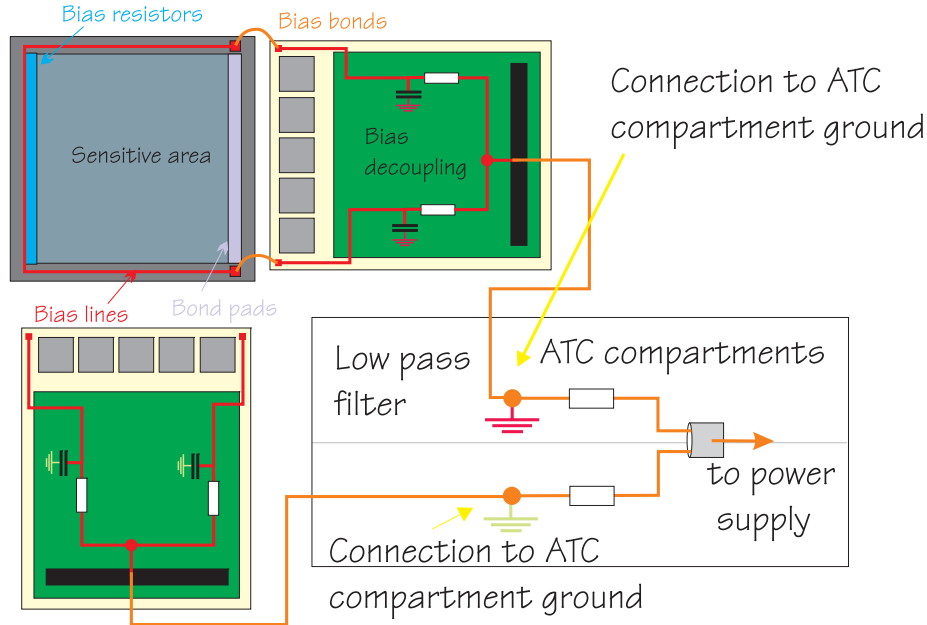 Bias resistors
Bias bonds
Sensitive area
Bias
decoupling
Connection to ATC
compartment ground
Bias lines
Bond pads
Low pass
filter
ATC compartments
to power
supply
Connection to ATC
compartment ground